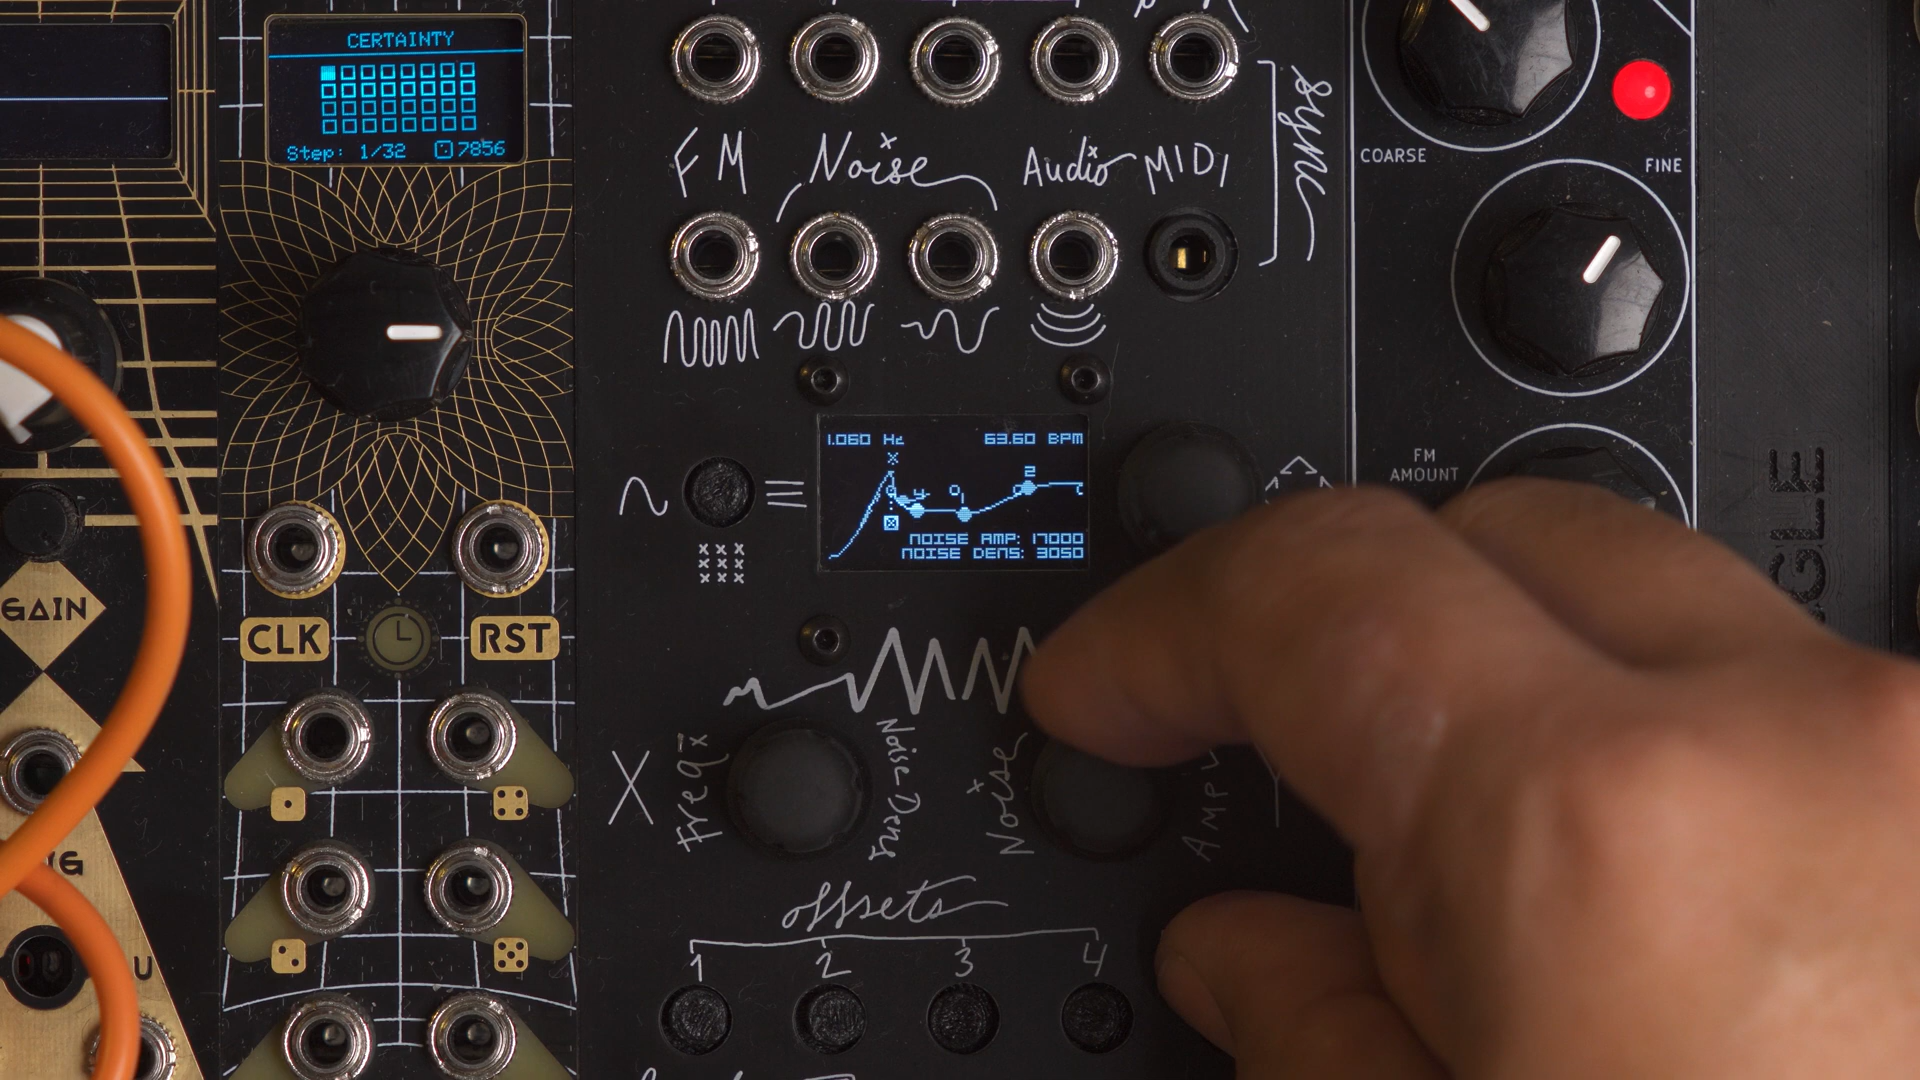 CERTAINTY
Step: 1/32 7856
COARSE
FINE
FM Noise Audio MIDI
Sync
FM
AMOUNT
1.060 Hz 63.60 BPM
X
2
NOISE AMP: 17000
NOISE DENS: 3050
GAIN
CLK
RST
X Freq Noise Dens Noise Ampl
offsets
1 2 3 4
U